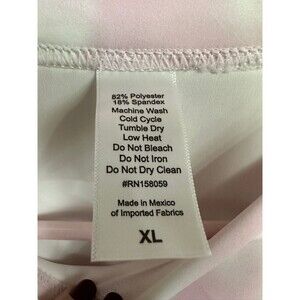 82% Polyester
18% Spandex
Machine Wash
Cold Cycle
Tumble Dry
Low Heat
Do Not Bleach
Do Not Iron
Do Not Dry Clean
#RN158059
Made in Mexico
of Imported Fabrics
XL